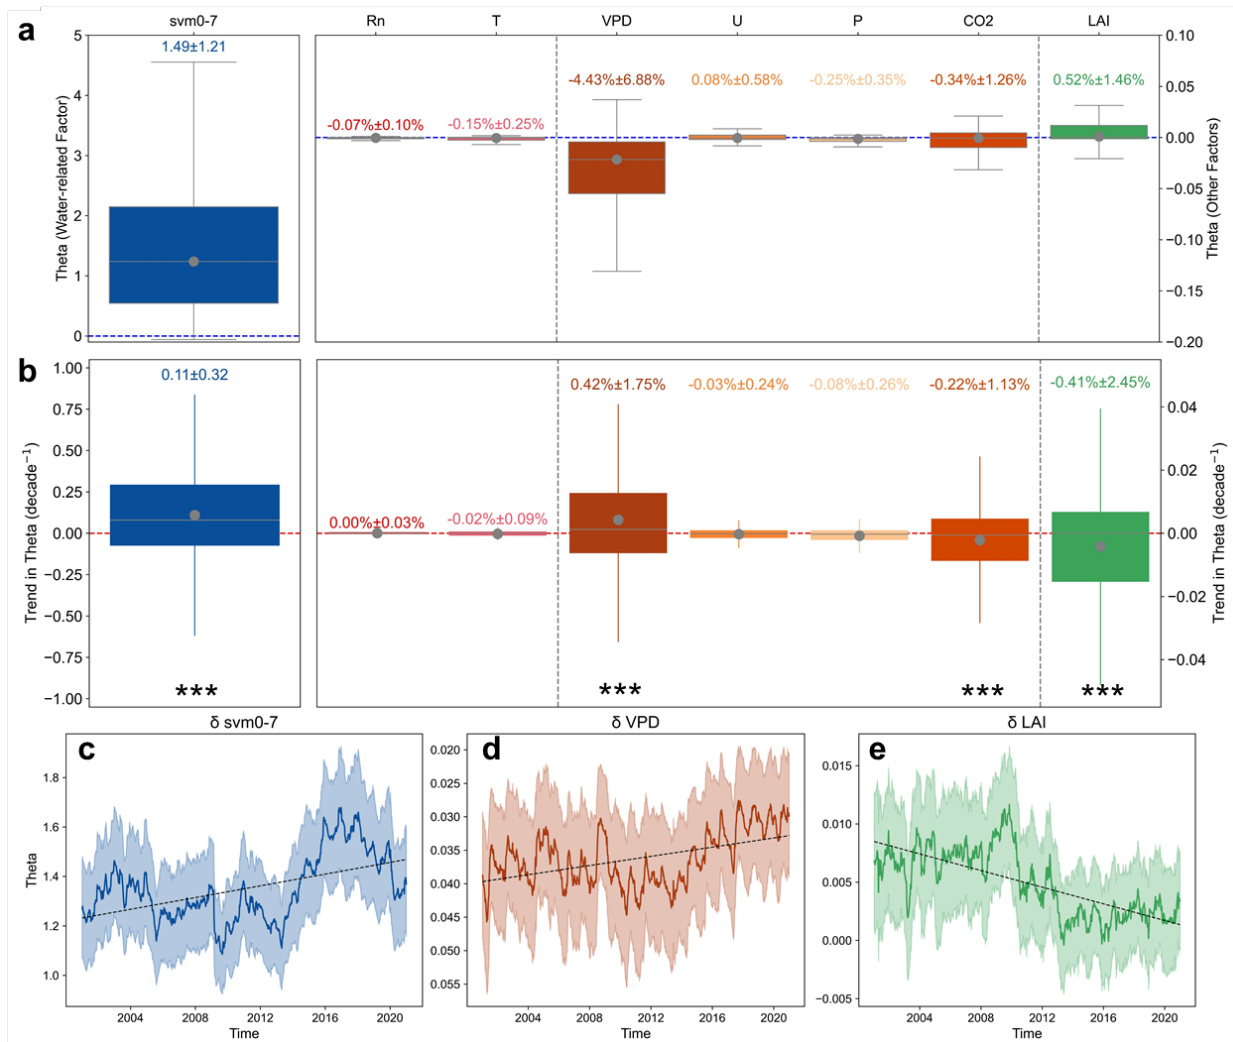 a
svm0-7
Rn T VPD U P CO2 LAI
1.49±1.21
-0.07%±0.10% -0.15%±0.25% -4.43%±6.88% 0.08%±0.58% -0.25%±0.35% -0.34%±1.26% 0.52%±1.46%
Theta (Water-related Factor)
5
4
3
2
1
0
0.10
0.05
0.00
−0.05
−0.10
−0.15
−0.20
Theta (Other Factors)
b
0.11±0.32
0.00%±0.03% -0.02%±0.09% 0.42%±1.75% -0.03%±0.24% -0.08%±0.26% -0.22%±1.13% -0.41%±2.45%
Trend in Theta (decade⁻¹)
1.00
0.75
0.50
0.25
0.00
−0.25
−0.50
−0.75
−1.00
0.04
0.02
0.00
−0.02
−0.04
Trend in Theta (decade⁻¹)
*** *** *** ***
δ svm0-7
c
Theta
1.8
1.6
1.4
1.2
1.0
2004 2008 2012 2016 2020
Time
δ VPD
d
0.020
0.025
0.030
0.035
0.040
0.045
0.050
0.055
2004 2008 2012 2016 2020
Time
δ LAI
e
0.015
0.010
0.005
0.000
−0.005
2004 2008 2012 2016 2020
Time